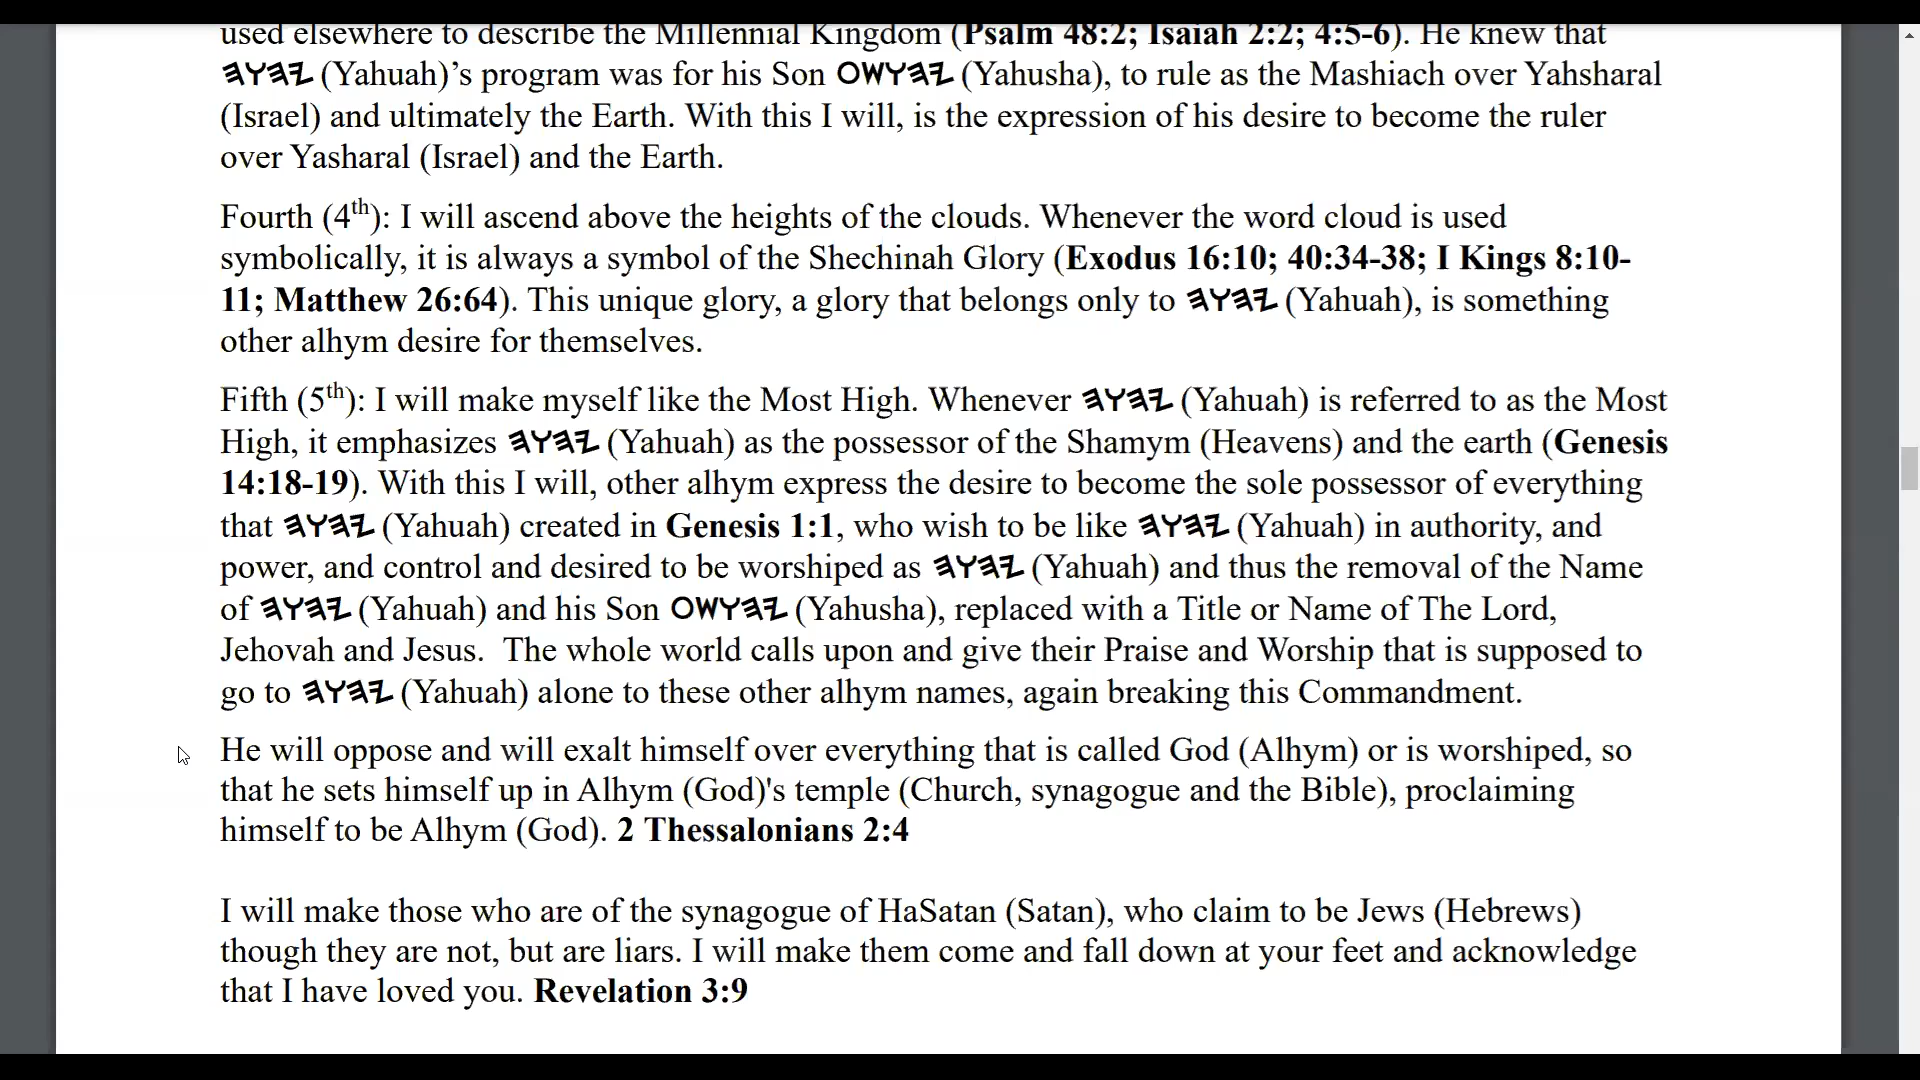 used elsewhere to describe the Millennial Kingdom (Psalm 48:2; Isaiah 2:2; 4:5-6). He knew that
𐤉𐤄𐤅𐤄 (Yahuah)’s program was for his Son 𐤉𐤄𐤅𐤔𐤏 (Yahusha), to rule as the Mashiach over Yahsharal
(Israel) and ultimately the Earth. With this I will, is the expression of his desire to become the ruler
over Yasharal (Israel) and the Earth.
Fourth (4th): I will ascend above the heights of the clouds. Whenever the word cloud is used
symbolically, it is always a symbol of the Shechinah Glory (Exodus 16:10; 40:34-38; I Kings 8:10-
11; Matthew 26:64). This unique glory, a glory that belongs only to 𐤉𐤄𐤅𐤄 (Yahuah), is something
other alhym desire for themselves.
Fifth (5th): I will make myself like the Most High. Whenever 𐤉𐤄𐤅𐤄 (Yahuah) is referred to as the Most
High, it emphasizes 𐤉𐤄𐤅𐤄 (Yahuah) as the possessor of the Shamym (Heavens) and the earth (Genesis
14:18-19). With this I will, other alhym express the desire to become the sole possessor of everything
that 𐤉𐤄𐤅𐤄 (Yahuah) created in Genesis 1:1, who wish to be like 𐤉𐤄𐤅𐤄 (Yahuah) in authority, and
power, and control and desired to be worshiped as 𐤉𐤄𐤅𐤄 (Yahuah) and thus the removal of the Name
of 𐤉𐤄𐤅𐤄 (Yahuah) and his Son 𐤉𐤄𐤅𐤔𐤏 (Yahusha), replaced with a Title or Name of The Lord,
Jehovah and Jesus.  The whole world calls upon and give their Praise and Worship that is supposed to
go to 𐤉𐤄𐤅𐤄 (Yahuah) alone to these other alhym names, again breaking this Commandment.
He will oppose and will exalt himself over everything that is called God (Alhym) or is worshiped, so
that he sets himself up in Alhym (God)'s temple (Church, synagogue and the Bible), proclaiming
himself to be Alhym (God). 2 Thessalonians 2:4
I will make those who are of the synagogue of HaSatan (Satan), who claim to be Jews (Hebrews)
though they are not, but are liars. I will make them come and fall down at your feet and acknowledge
that I have loved you. Revelation 3:9